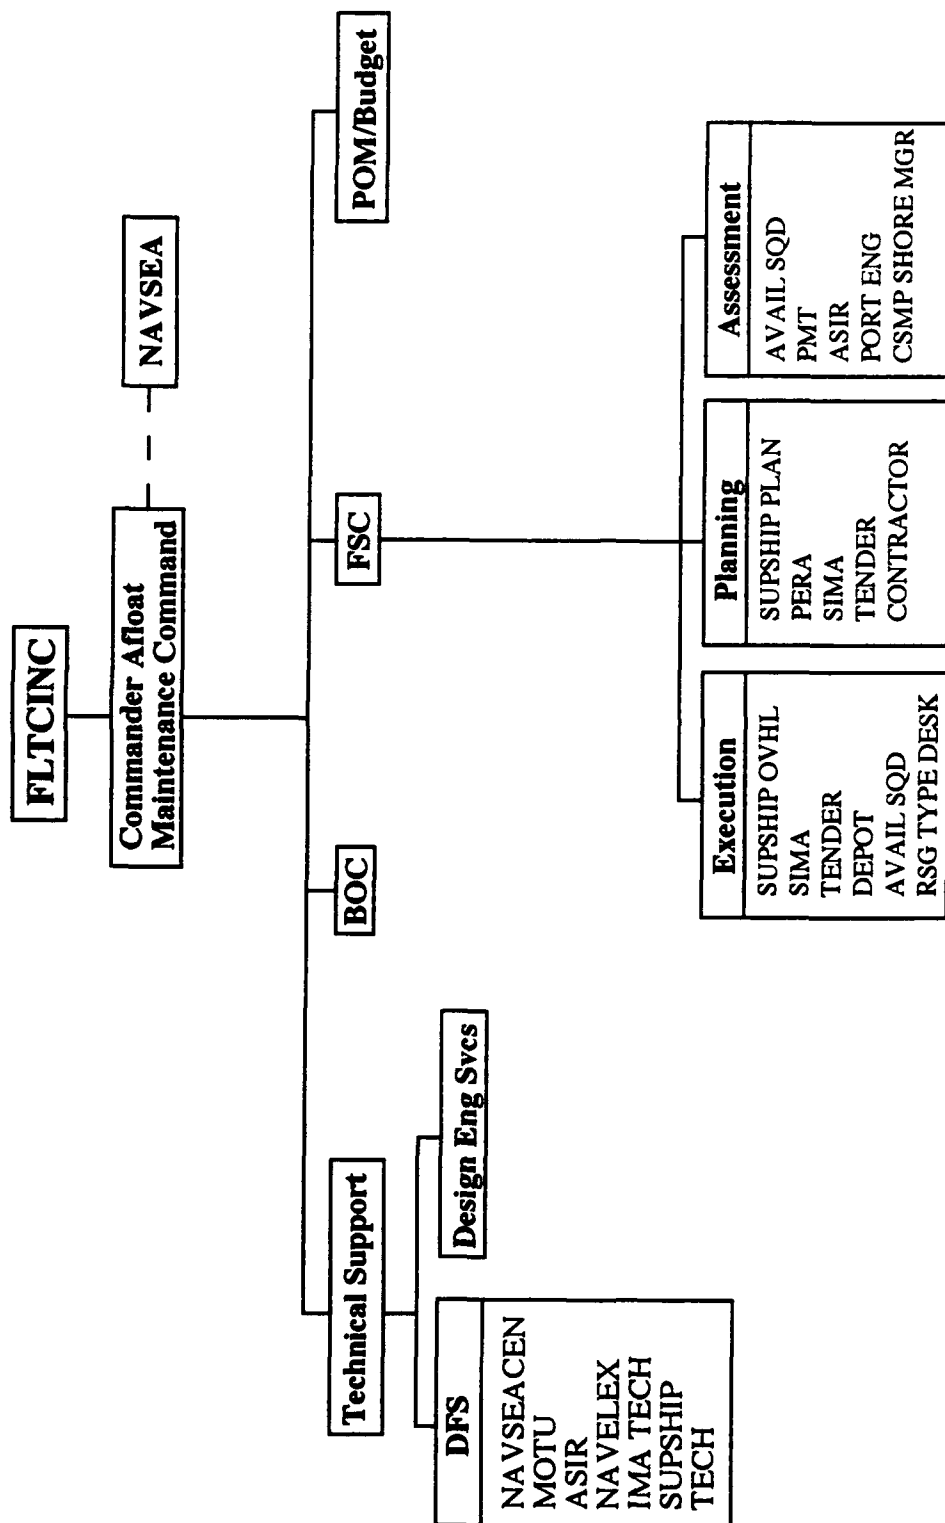 FLTCINC
Commander Afloat
Maintenance Command
NAVSEA
Technical Support
BOC
FSC
POM/Budget
DFS
NAVSEACEN
MOTU
ASIR
NAVELEX
IMA TECH
SUPSHIP
TECH
Design Eng Svcs
Execution
SUPSHIP OVHL
SIMA
TENDER
DEPOT
AVAIL SQD
RSG TYPE DESK
Planning
SUPSHIP PLAN
PERA
SIMA
TENDER
CONTRACTOR
Assessment
AVAIL SQD
PMT
ASIR
PORT ENG
CSMP SHORE MGR